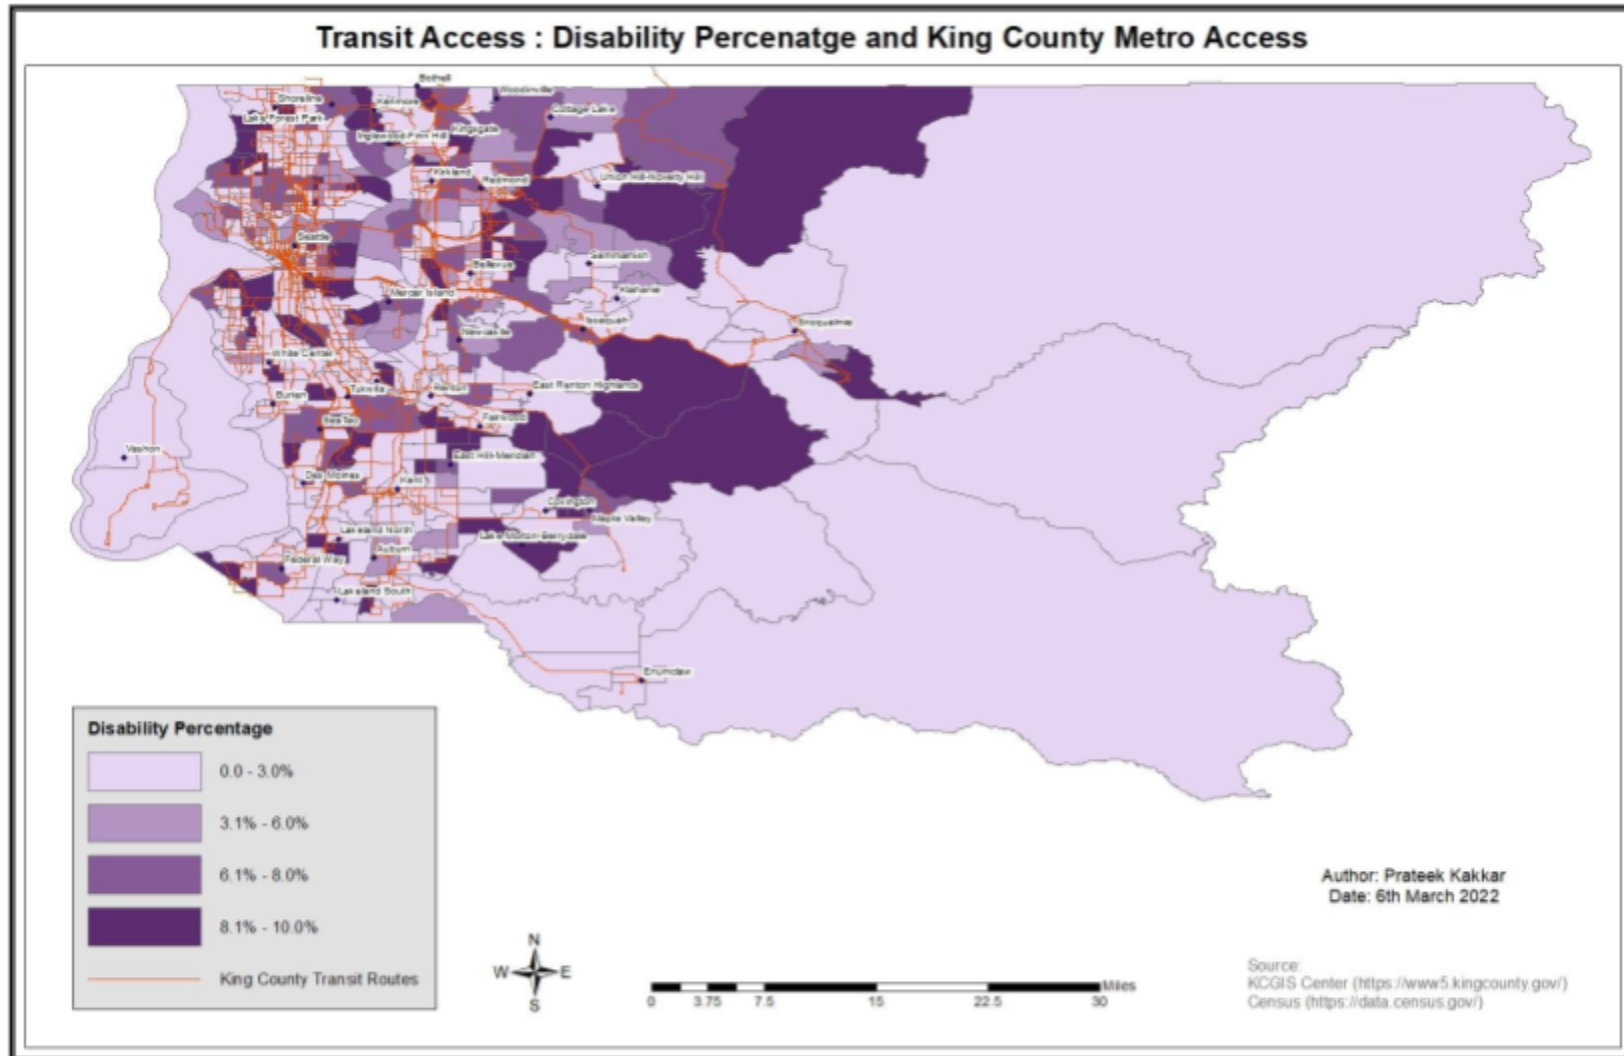 Transit Access : Disability Percenatge and King County Metro Access
Bothell
Shoreline
Kenmore
Woodinville
Lake Forest Park
Cottage Lake
Inglewood-Finn Hill
Kingsgate
Kirkland
Redmond
Union Hill-Novelty Hill
Seattle
Sammamish
Bellevue
Mercer Island
Klahanie
Newcastle
Issaquah
Snoqualmie
White Center
Burien
Tukwila
Renton
East Renton Highlands
SeaTac
Fairwood
Vashon
East Hill-Meridian
Des Moines
Kent
Covington
Maple Valley
Lakeland North
Lake Morton-Berrydale
Federal Way
Auburn
Lakeland South
Enumclaw
Disability Percentage
0.0 - 3.0%
3.1% - 6.0%
6.1% - 8.0%
8.1% - 10.0%
King County Transit Routes
N
W E
S
Miles
0 3.75 7.5 15 22.5 30
Author: Prateek Kakkar
Date: 6th March 2022
Source:
KCGIS Center (https://www5.kingcounty.gov/)
Census (https://data.census.gov/)